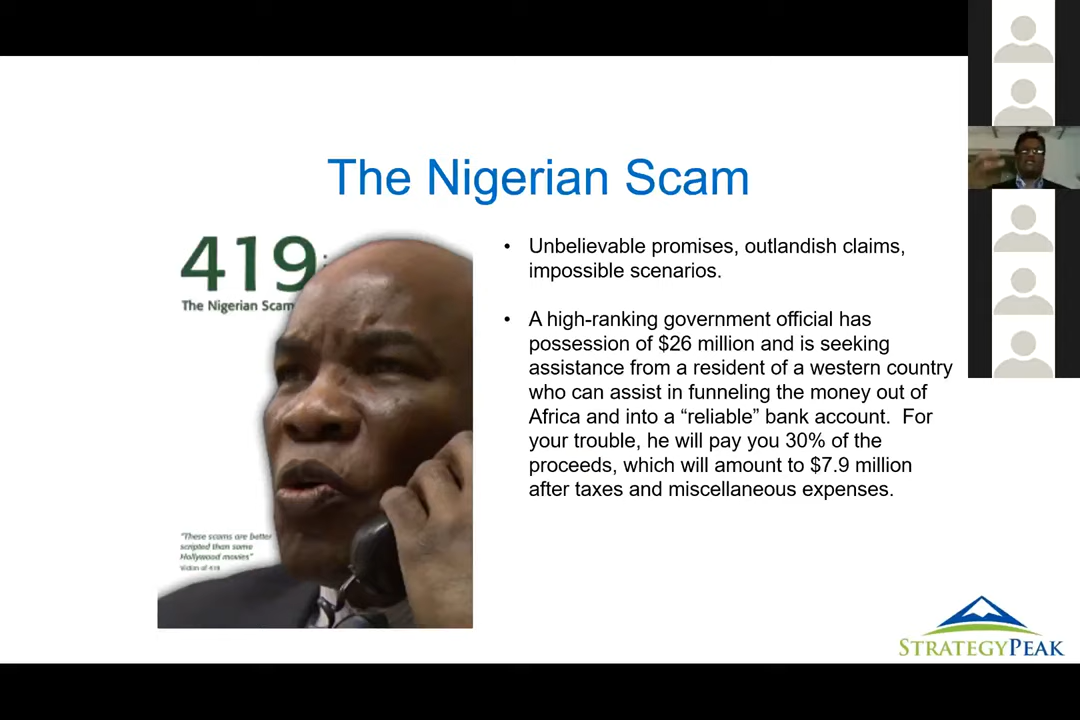 The Nigerian Scam
419
The Nigerian Scam
"These scams are better
scripted than some
Hollywood movies"
Victim of 419
• Unbelievable promises, outlandish claims,
impossible scenarios.
• A high-ranking government official has
possession of $26 million and is seeking
assistance from a resident of a western country
who can assist in funneling the money out of
Africa and into a “reliable” bank account.  For
your trouble, he will pay you 30% of the
proceeds, which will amount to $7.9 million
after taxes and miscellaneous expenses.
STRATEGYPEAK